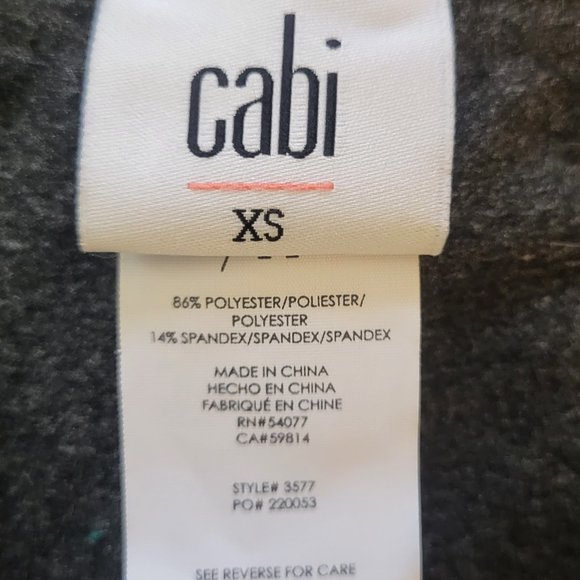 cabi
XS
86% POLYESTER/POLIESTER/
POLYESTER
14% SPANDEX/SPANDEX/SPANDEX
MADE IN CHINA
HECHO EN CHINA
FABRIQUÉ EN CHINE
RN#54077
CA#59814
STYLE# 3577
PO# 220053
SEE REVERSE FOR CARE